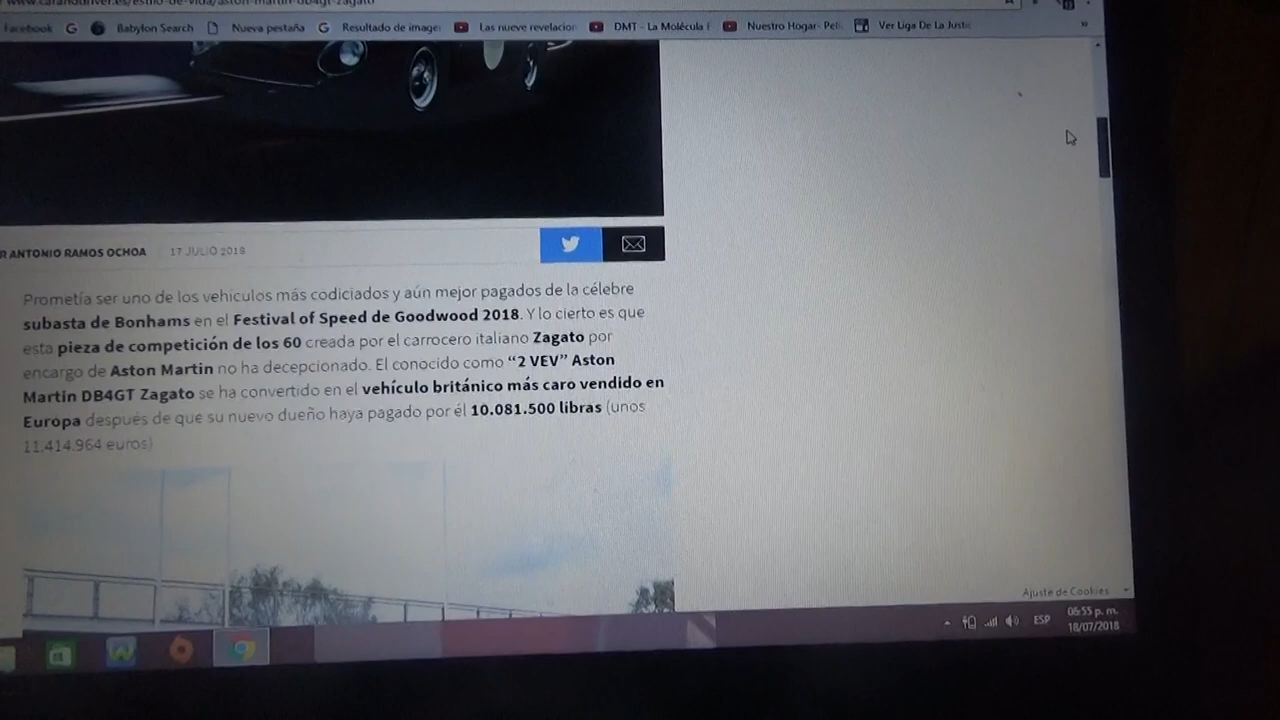 www.caranddriver.es/estilo-de-vida/aston-martin-db4gt-zagato
Facebook
Babylon Search
Nueva pestaña
Resultado de image
Las nueve revelacion
DMT - La Molécula
Nuestro Hogar- Pel
Ver Liga De La Justic
»
R ANTONIO RAMOS OCHOA
17 JULIO 2018
Prometía ser uno de los vehículos más codiciados y aún mejor pagados de la célebre
subasta de Bonhams en el Festival of Speed de Goodwood 2018. Y lo cierto es que
esta pieza de competición de los 60 creada por el carrocero italiano Zagato por
encargo de Aston Martin no ha decepcionado. El conocido como “2 VEV” Aston
Martin DB4GT Zagato se ha convertido en el vehículo británico más caro vendido en
Europa después de que su nuevo dueño haya pagado por él 10.081.500 libras (unos
11.414.964 euros)
Ajuste de Cookies
ESP
06:55 p. m.
18/07/2018